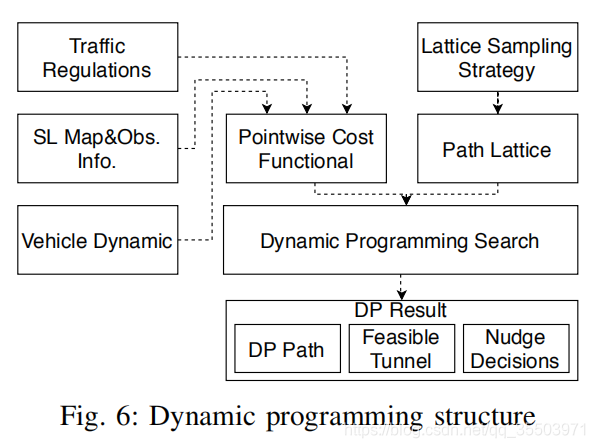 Traffic
Regulations
Lattice Sampling
Strategy
SL Map&Obs.
Info.
Pointwise Cost
Functional
Path Lattice
Vehicle Dynamic
Dynamic Programming Search
DP Result
DP Path
Feasible
Tunnel
Nudge
Decisions
Fig. 6: Dynamic programming structure
https://blog.csdn.net/qq_35503971